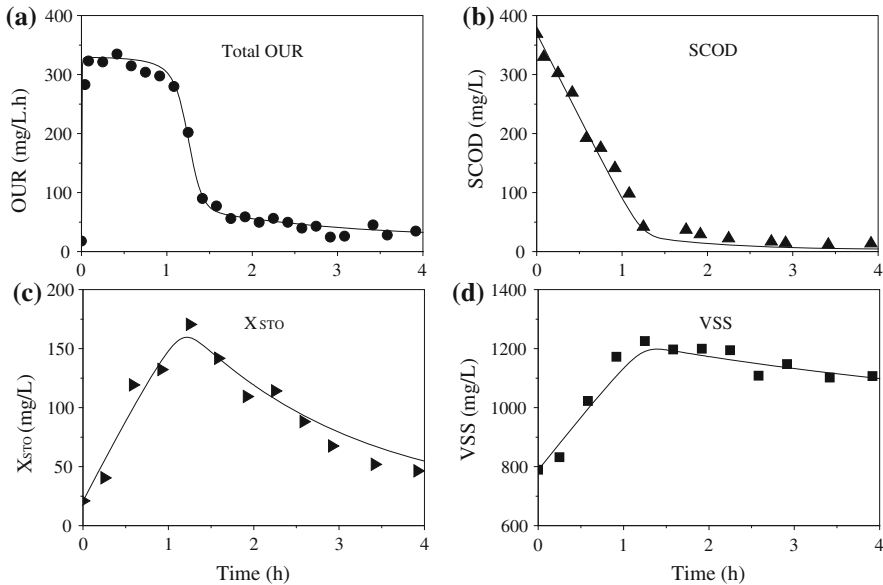 (a)
Total OUR
OUR (mg/L.h)
400
300
200
100
0
0 1 2 3 4
(b)
SCOD
SCOD (mg/L)
400
300
200
100
0
0 1 2 3 4
(c)
XSTO
XSTO (mg/L)
200
150
100
50
0
0 1 2 3 4
Time (h)
(d)
VSS
VSS (mg/L)
1400
1200
1000
800
600
0 1 2 3 4
Time (h)